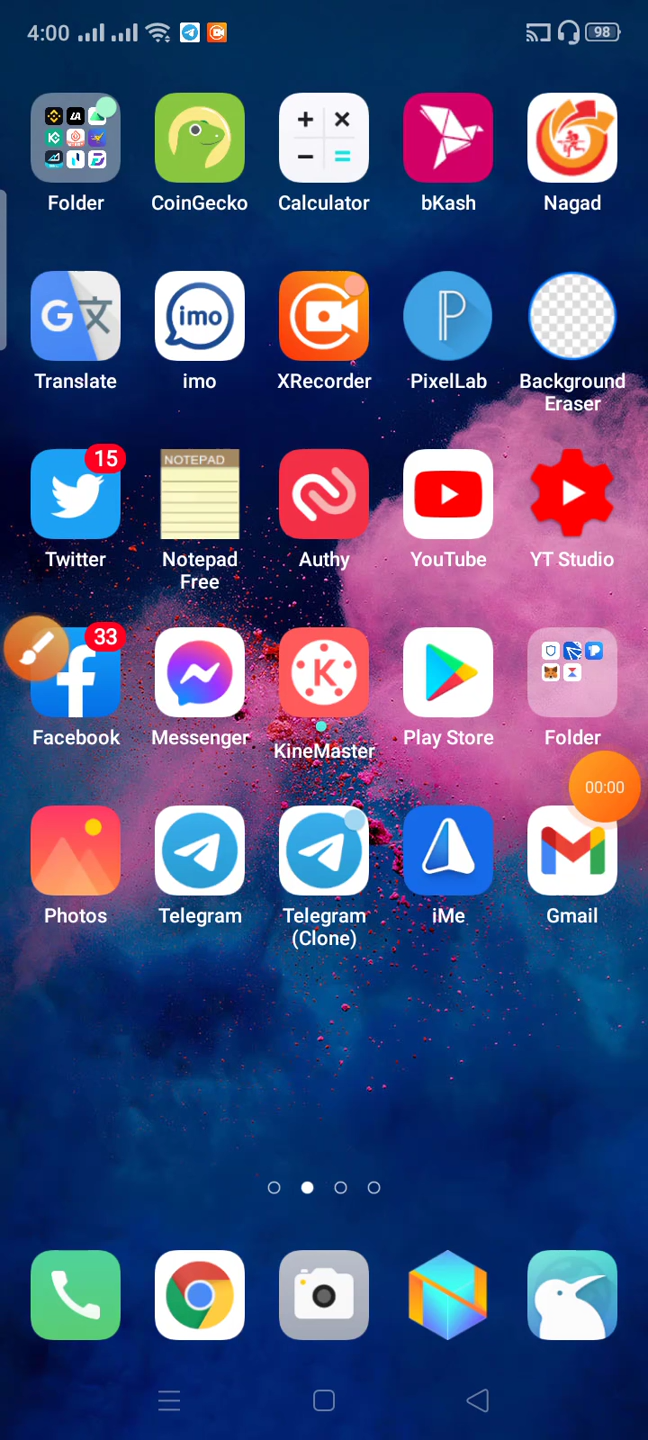 4:00
98
Folder
CoinGecko
Calculator
bKash
Nagad
Translate
imo
imo
XRecorder
PixelLab
Background
Eraser
15
NOTEPAD
Twitter
Notepad
Free
Authy
YouTube
YT Studio
33
Facebook
Messenger
KineMaster
Play Store
Folder
00:00
Photos
Telegram
Telegram
(Clone)
iMe
Gmail